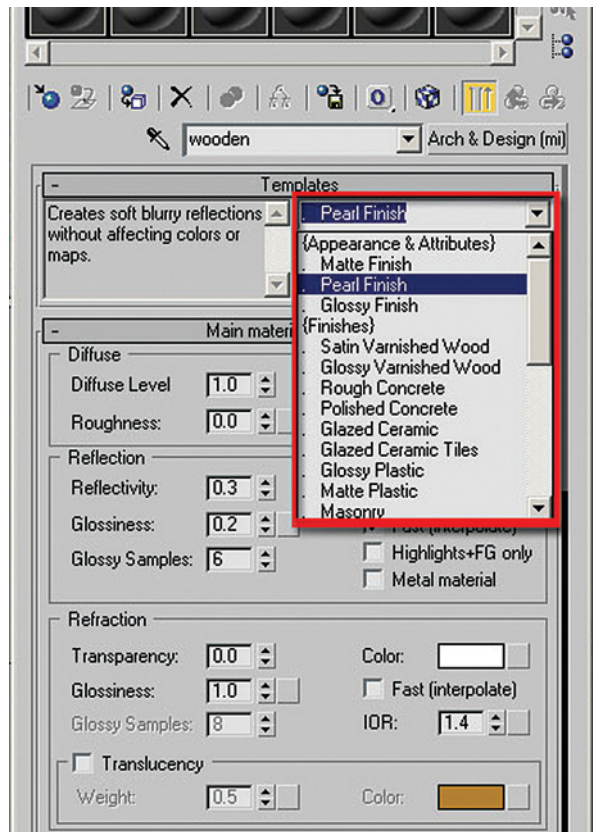 wooden
Arch & Design (mi)
- Templates
Creates soft blurry reflections without affecting colors or maps.
. Pearl Finish
{Appearance & Attributes}
. Matte Finish
. Pearl Finish
. Glossy Finish
{Finishes}
. Satin Varnished Wood
. Glossy Varnished Wood
. Rough Concrete
. Polished Concrete
. Glazed Ceramic
. Glazed Ceramic Tiles
. Glossy Plastic
. Matte Plastic
. Masonry
- Main materi
Diffuse
Diffuse Level 1.0
Roughness: 0.0
Reflection
Reflectivity: 0.3
Glossiness: 0.2
Fast (interpolate)
Glossy Samples: 6
Highlights+FG only
Metal material
Refraction
Transparency: 0.0 Color:
Glossiness: 1.0 Fast (interpolate)
Glossy Samples: 8 IOR: 1.4
Translucency
Weight: 0.5 Color: